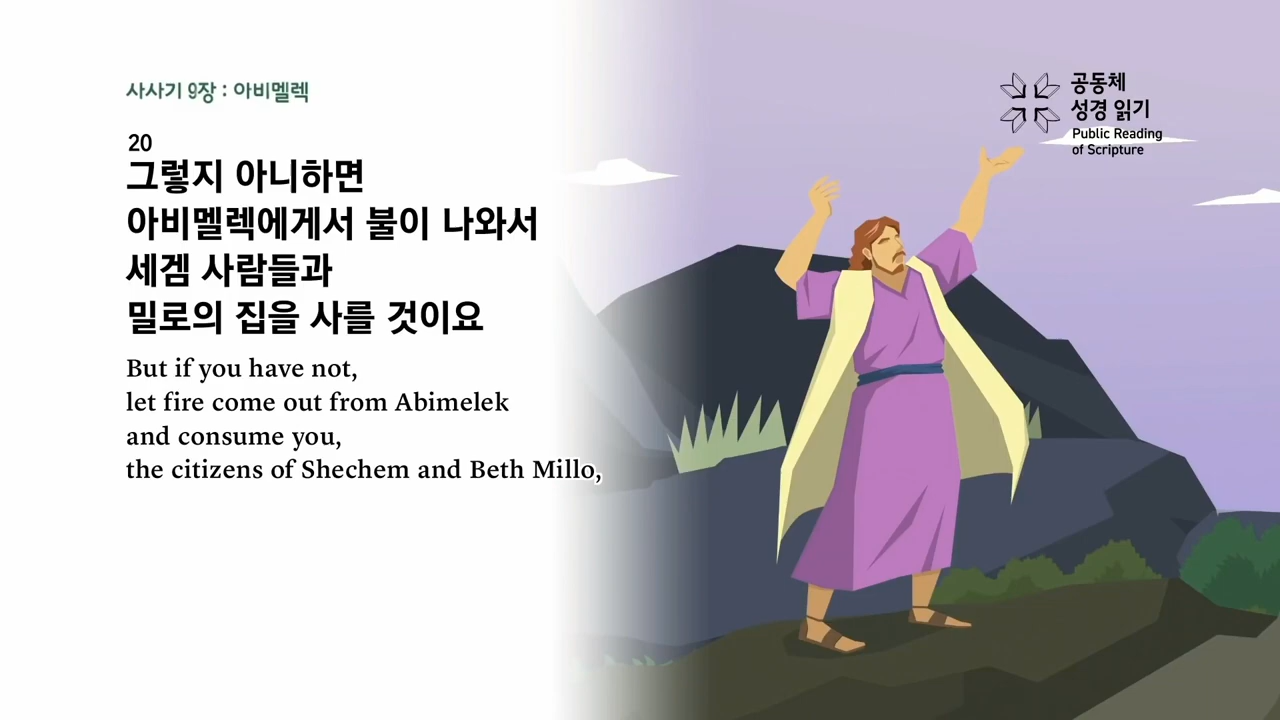 사사기 9장 : 아비멜렉
20
그렇지 아니하면
아비멜렉에게서 불이 나와서
세겜 사람들과
밀로의 집을 사를 것이요
But if you have not,
let fire come out from Abimelek
and consume you,
the citizens of Shechem and Beth Millo,
공동체
성경 읽기
Public Reading
of Scripture